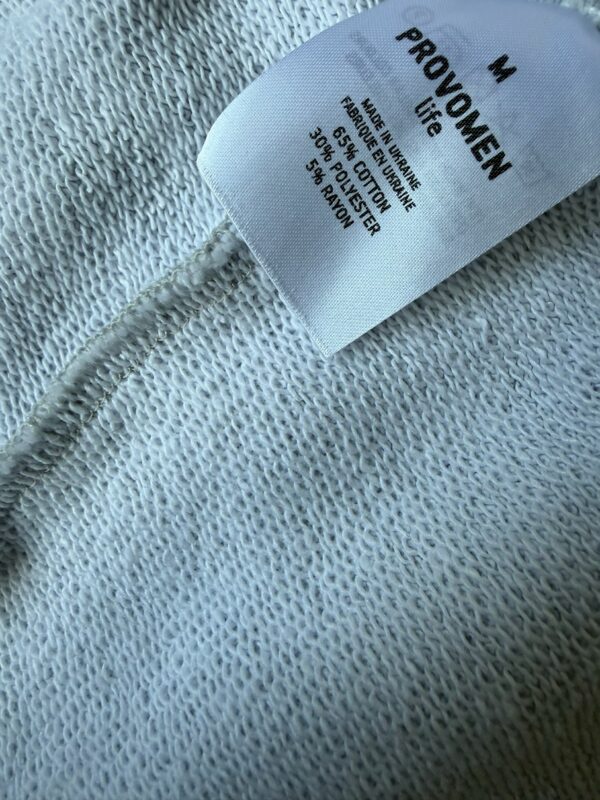 M
PROVOMEN
life
MADE IN UKRAINE
FABRIQUE EN UKRAINE
65% COTTON
30% POLYESTER
5% RAYON